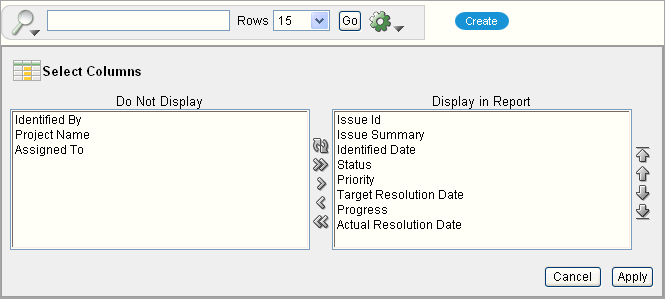 Rows 15 Go Create
Select Columns
Do Not Display Display in Report
Identified By
Project Name
Assigned To
Issue Id
Issue Summary
Identified Date
Status
Priority
Target Resolution Date
Progress
Actual Resolution Date
Cancel Apply